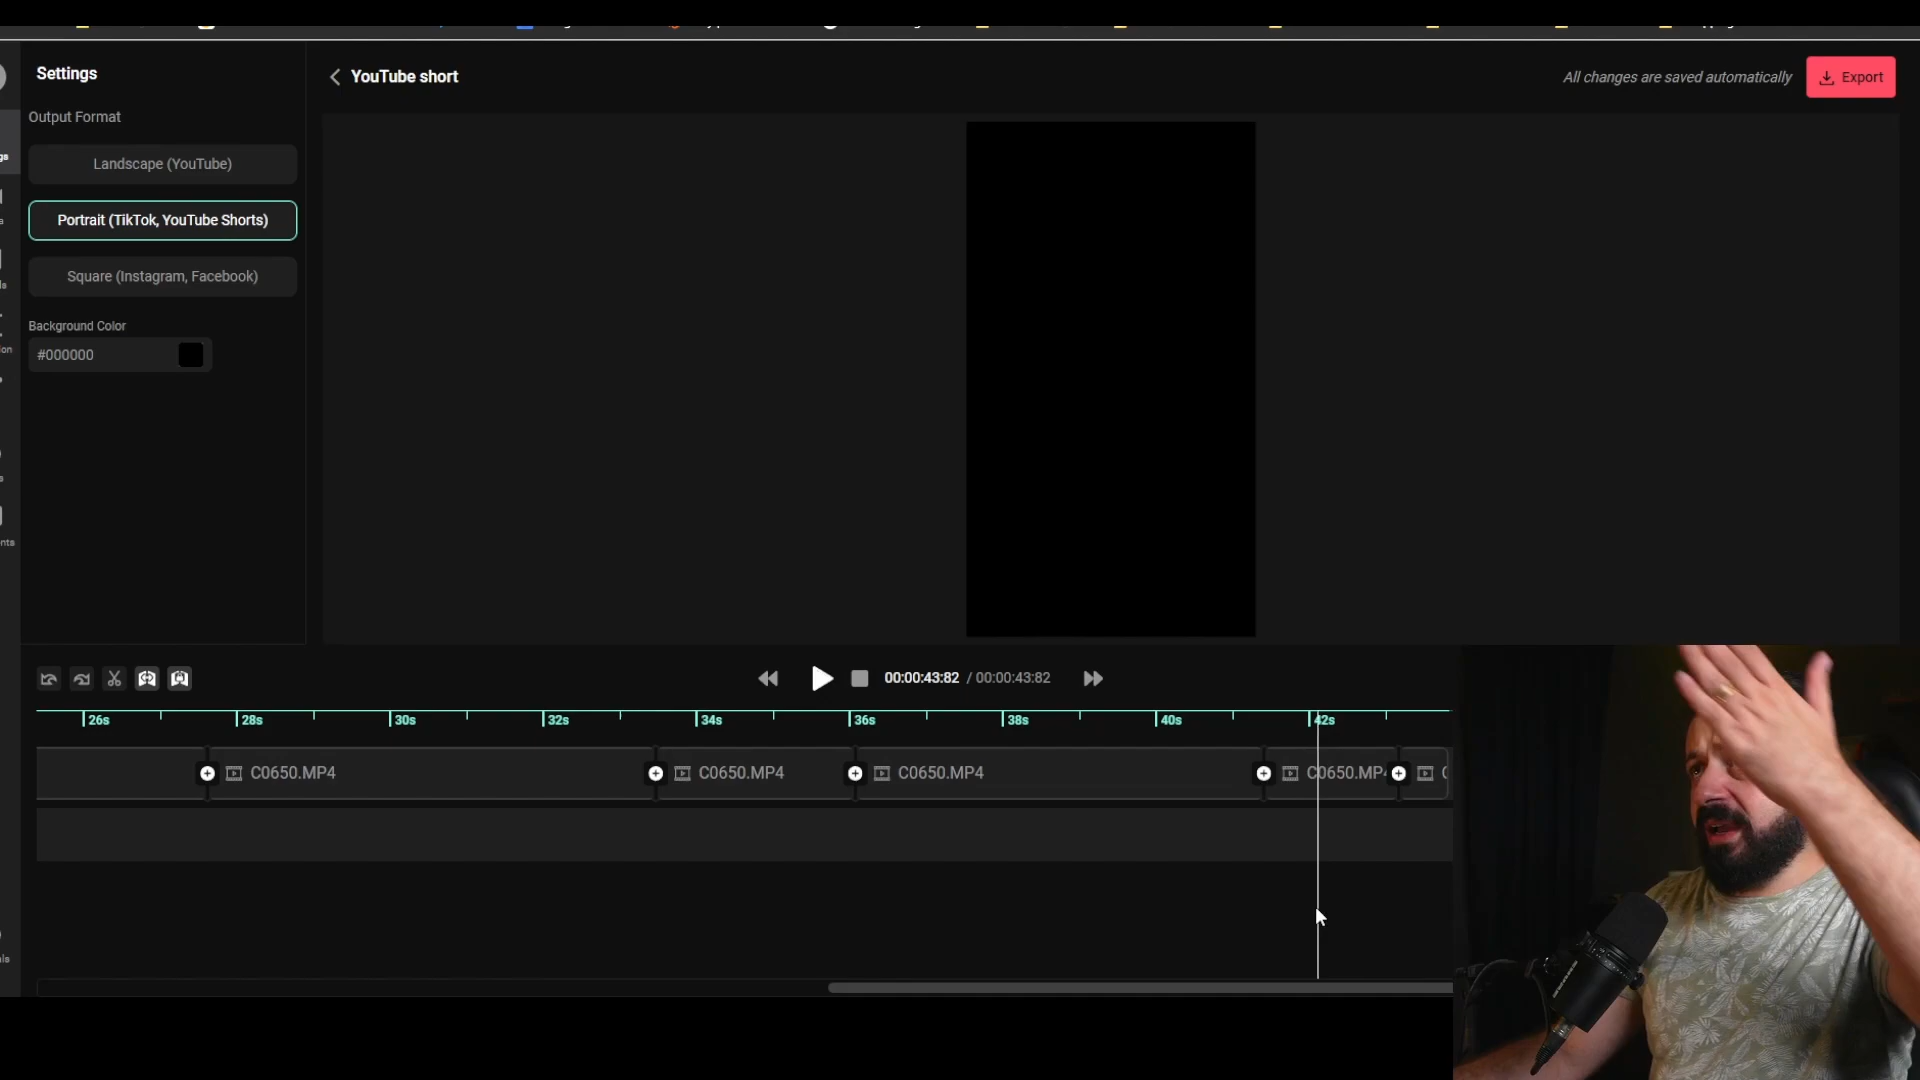 Settings
YouTube short
All changes are saved automatically
Export
Output Format
Landscape (YouTube)
Portrait (TikTok, YouTube Shorts)
Square (Instagram, Facebook)
Background Color
#000000
00:00:43:82 / 00:00:43:82
26s 28s 30s 32s 34s 36s 38s 40s 42s
C0650.MP4 C0650.MP4 C0650.MP4 C0650.MP4